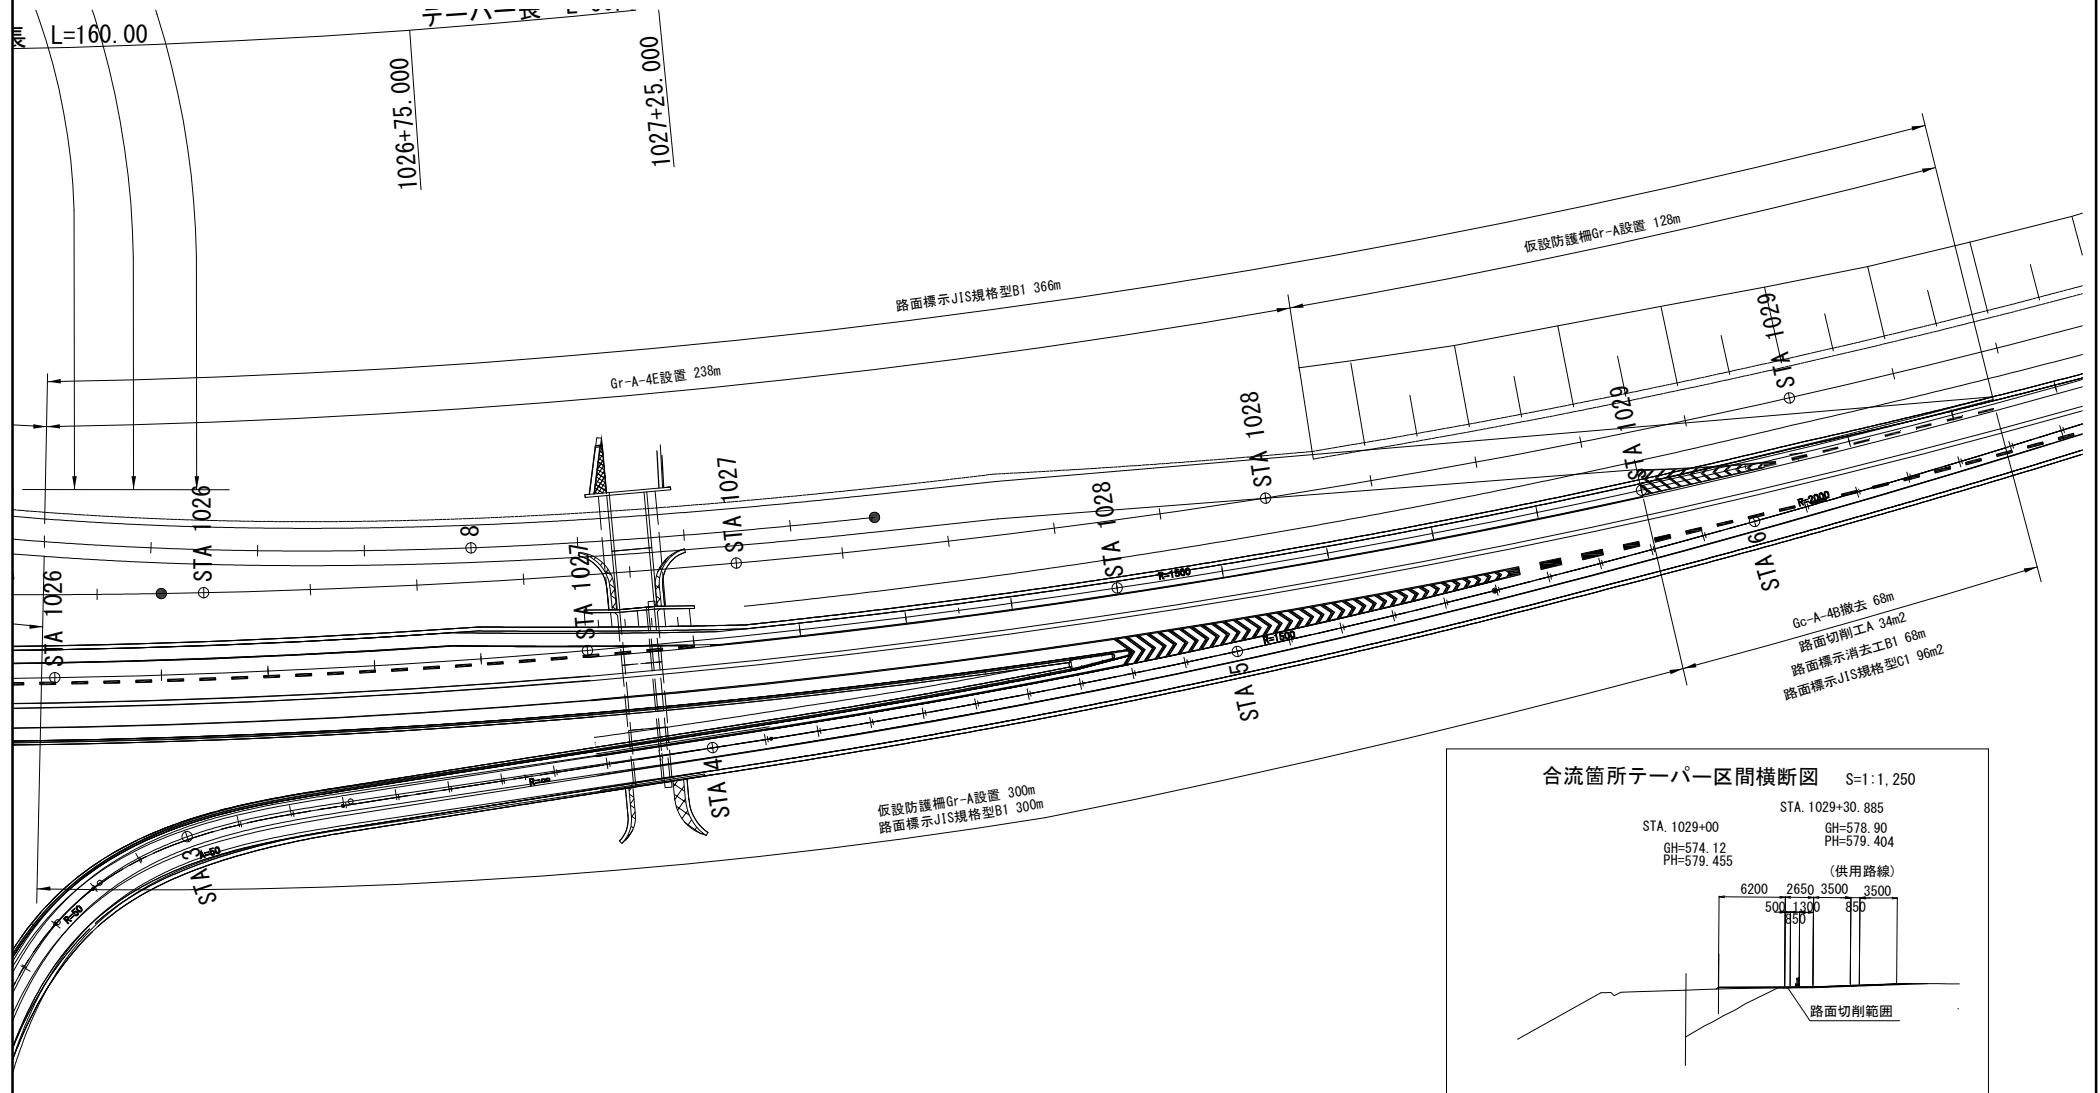 長 L=160.00
テーパー長
1026+75.000
1027+25.000
仮設防護柵Gr-A設置 128m
路面標示JIS規格型B1 366m
Gr-A-4E設置 238m
STA 1029
STA 1029
STA 1028
STA 1028
STA 1027
STA 1027
STA 1026
STA 1026
8
R=1500
R=2000
R=1500
STA 6
STA 5
STA 4
STA 3
R=∞
A=50
R=50
Gc-A-4B撤去 68m
路面切削工A 34m2
路面標示消去工B1 68m
路面標示JIS規格型C1 96m2
仮設防護柵Gr-A設置 300m
路面標示JIS規格型B1 300m
合流箇所テーパー区間横断図 S=1:1,250
STA.1029+30.885
STA.1029+00
GH=578.90
PH=579.404
GH=574.12
PH=579.455
(供用路線)
6200 2650 3500 3500
500 1300 850
850
路面切削範囲